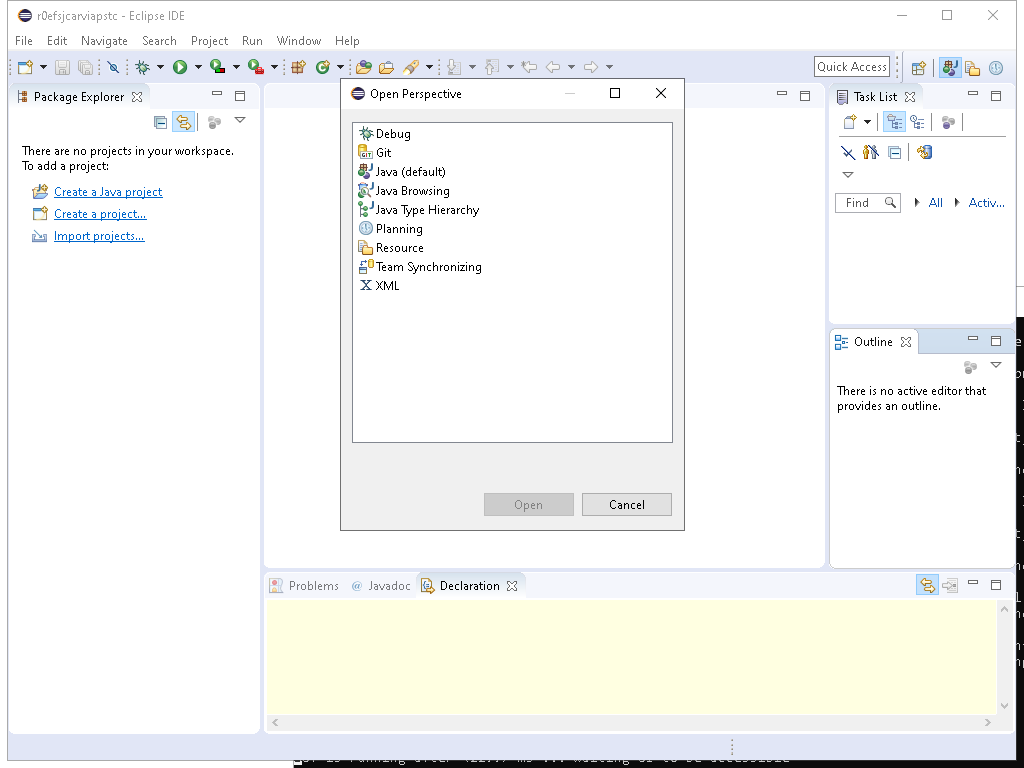 r0efsjcarviapstc - Eclipse IDE
File Edit Navigate Search Project Run Window Help
Quick Access
Package Explorer
There are no projects in your workspace.
To add a project:
Create a Java project
Create a project...
Import projects...
Open Perspective
Debug
Git
Java (default)
Java Browsing
Java Type Hierarchy
Planning
Resource
Team Synchronizing
XML
Open Cancel
Task List
Find All Activ...
Outline
There is no active editor that
provides an outline.
Problems @ Javadoc Declaration